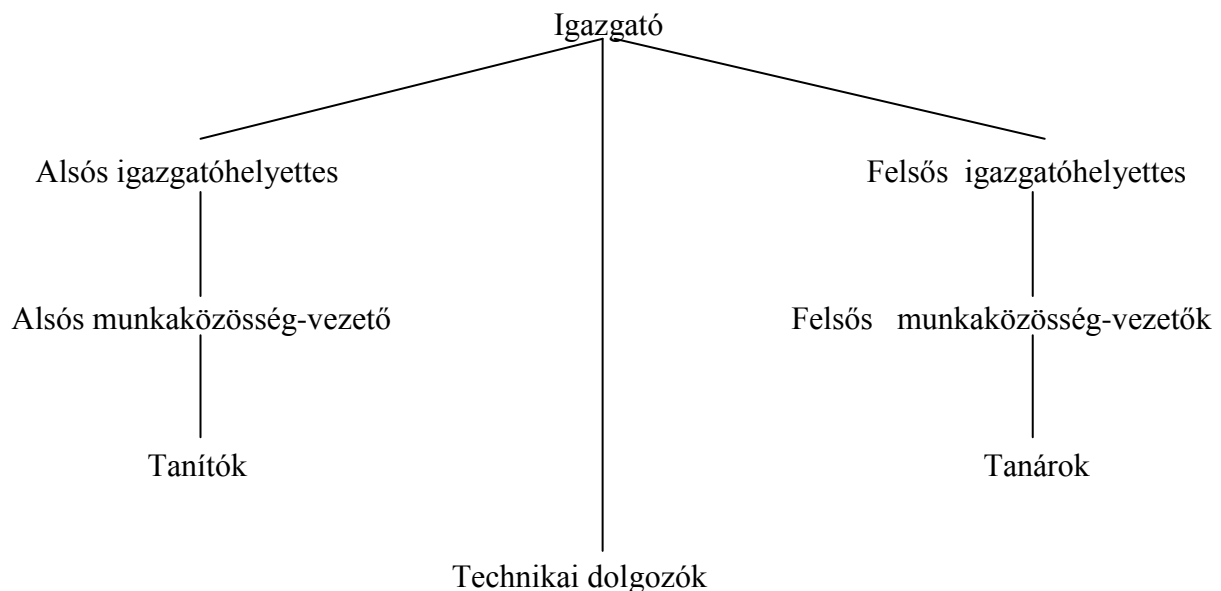 Igazgató
Alsós igazgatóhelyettes
Felsős igazgatóhelyettes
Alsós munkaközösség-vezető
Felsős munkaközösség-vezetők
Tanítók
Tanárok
Technikai dolgozók